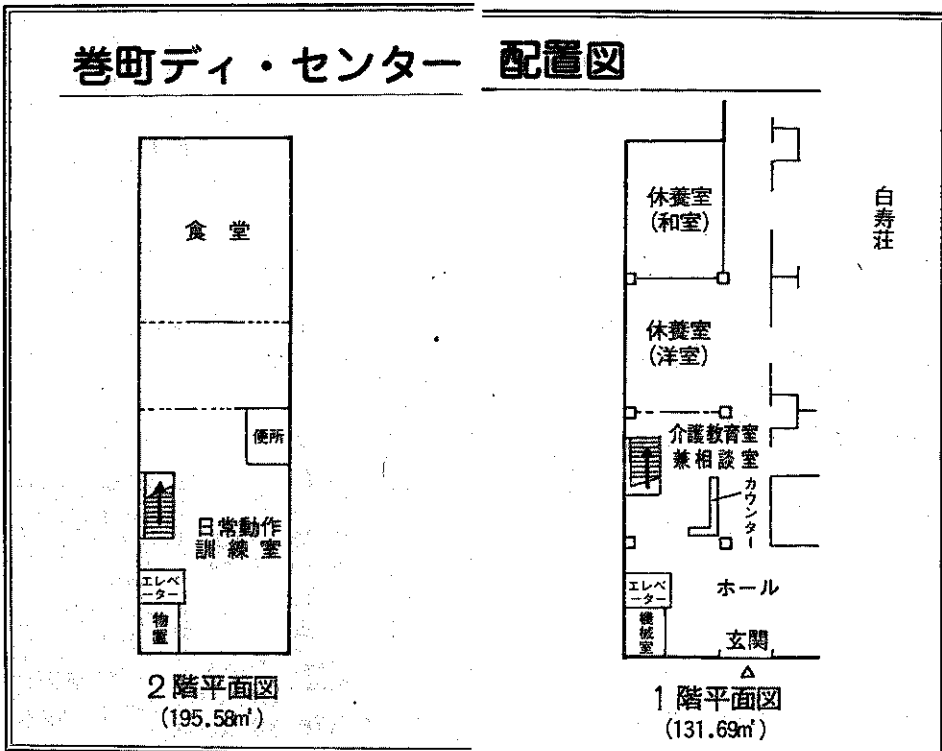 巻町ディ・センター 配置図
食堂
便所
日常動作
訓練室
エレベ
ーター
物置
2階平面図
(195.58㎡)
休養室
(和室)
白寿荘
休養室
(洋室)
介護教育室
兼相談室
カウンター
ホール
エレベ
ーター
機械室
玄関
1階平面図
(131.69㎡)